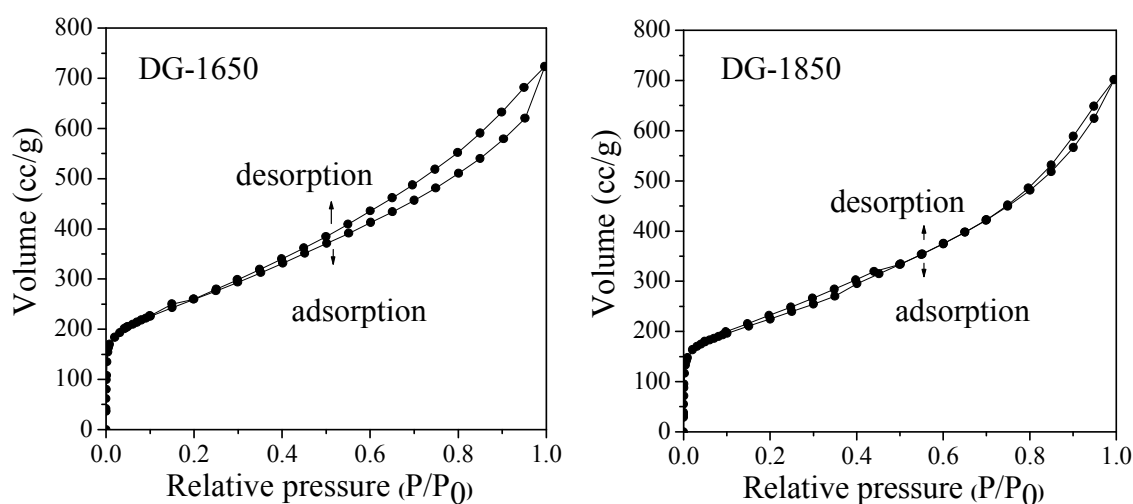 DG-1650
Volume (cc/g)
800
700
600
500
400
300
200
100
0
desorption
adsorption
0.0 0.2 0.4 0.6 0.8 1.0
Relative pressure (P/P0)
DG-1850
Volume (cc/g)
800
700
600
500
400
300
200
100
0
desorption
adsorption
0.0 0.2 0.4 0.6 0.8 1.0
Relative pressure (P/P0)